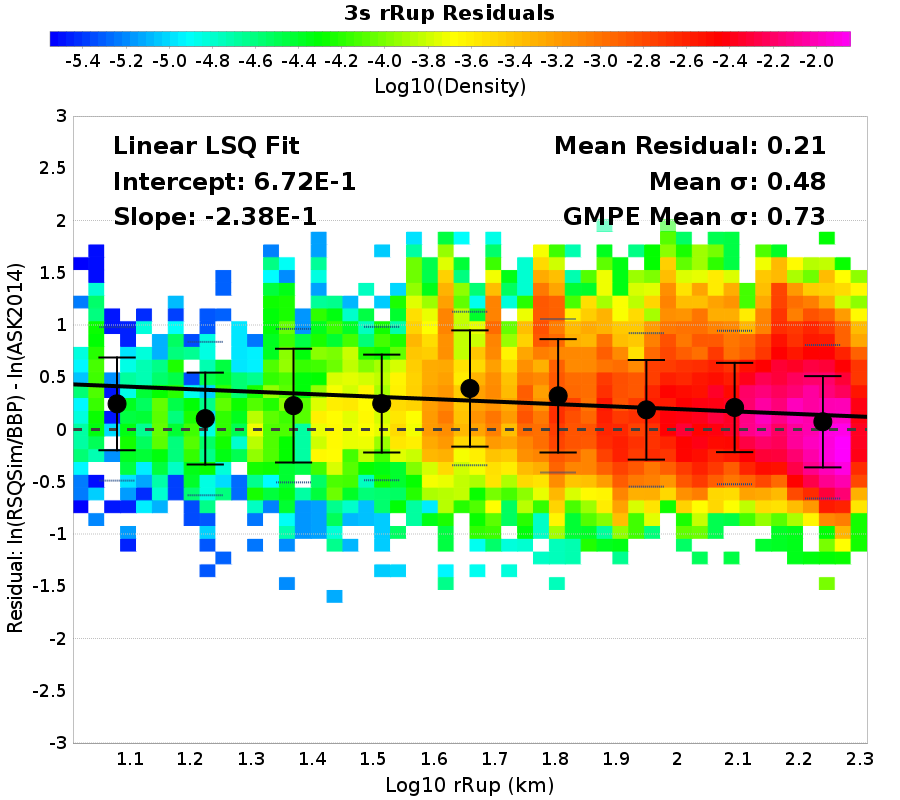 3s rRup Residuals
-5.4 -5.2 -5.0 -4.8 -4.6 -4.4 -4.2 -4.0 -3.8 -3.6 -3.4 -3.2 -3.0 -2.8 -2.6 -2.4 -2.2 -2.0
Log10(Density)
Linear LSQ Fit
Intercept: 6.72E-1
Slope: -2.38E-1
Mean Residual: 0.21
Mean σ: 0.48
GMPE Mean σ: 0.73
Residual: ln(RSQSim/BBP) - ln(ASK2014)
3
2.5
2
1.5
1
0.5
0
-0.5
-1
-1.5
-2
-2.5
-3
1.1 1.2 1.3 1.4 1.5 1.6 1.7 1.8 1.9 2 2.1 2.2 2.3
Log10 rRup (km)